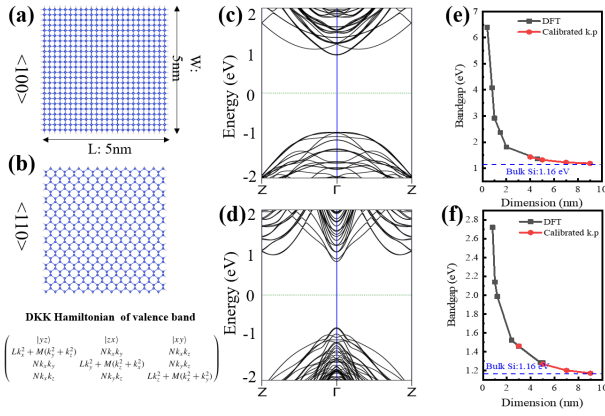 (a)
<100>
W:
5nm
L: 5nm
(b)
<110>
DKK Hamiltonian of valence band
|yz⟩ |zx⟩ |xy⟩
Lk_x^2 + M(k_y^2 + k_z^2) Nk_xk_y Nk_xk_z
Nk_xk_y Lk_y^2 + M(k_x^2 + k_z^2) Nk_yk_z
Nk_xk_z Nk_yk_z Lk_z^2 + M(k_x^2 + k_y^2)
(c)
Energy (eV)
2
1
0
-1
-2
Z Γ Z
(d)
Energy (eV)
2
1
0
-1
-2
Z Γ Z
(e)
Bandgap (eV)
7
6
5
4
3
2
1
DFT
Calibrated k.p
Bulk Si:1.16 eV
0 2 4 6 8 10
Dimension (nm)
(f)
Bandgap (eV)
2.8
2.6
2.4
2.2
2.0
1.8
1.6
1.4
1.2
DFT
Calibrated k.p
Bulk Si:1.16 eV
0 2 4 6 8 10
Dimension (nm)